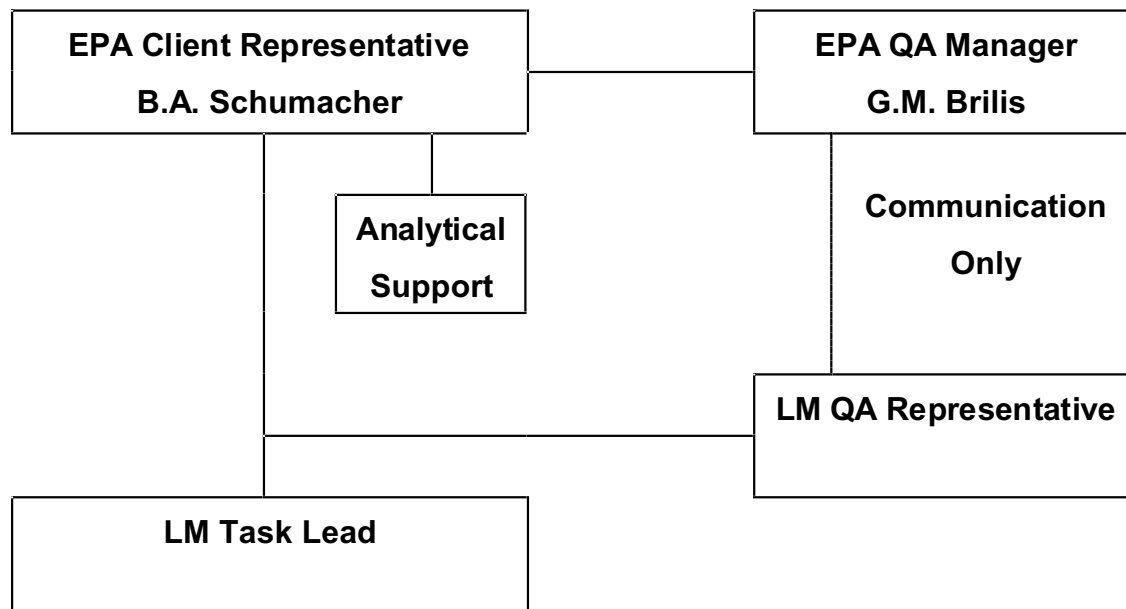 EPA Client Representative
B.A. Schumacher
EPA QA Manager
G.M. Brilis
Analytical
Support
Communication
Only
LM QA Representative
LM Task Lead